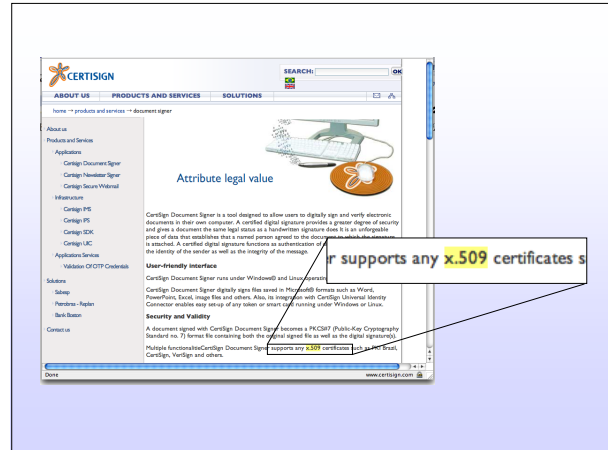 CERTISIGN
SEARCH:
OK
ABOUT US PRODUCTS AND SERVICES SOLUTIONS
home → products and services → document signer
About us
Products and Services
Applications
Certisign Document Signer
Certisign Newsletter Signer
Certisign Secure Webmail
Infrastructure
Certisign IMS
Certisign IPS
Certisign SDK
Certisign UIC
Applications Services
Validation Of OTP Credentials
Solutions
Sabesp
Petrobras - Replan
Bank Boston
Contact us
Attribute legal value
CertiSign Document Signer is a tool designed to allow users to digitally sign and verify electronic
documents in their own computer. A certified digital signature provides a greater degree of security
and gives a document the same legal status as a handwritten signature does It is an unforgeable
piece of data that establishes that a named person agreed to the document to which the signature
is attached. A certified digital signature functions as authentication of
the identity of the sender as well as the integrity of the message.
User-friendly interface
CertiSign Document Signer runs under Windows© and Linux operating
CertiSign Document Signer digitally signs files saved in Microsoft© formats such as Word,
PowerPoint, Excel, image files and others. Also, its integration with CertiSign Universal Identity
Connector enables easy set-up of any token or smart card running under Windows or Linux.
Security and Validity
A document signed with CertiSign Document Signer becomes a PKCS#7 (Public-Key Cryptography
Standard no. 7) format file containing both the original signed file as well as the digital signature(s).
Multiple functionalitieCertiSign Document Signer supports any x.509 certificates such as PKI Brazil,
CertiSign, VeriSign and others.
r supports any x.509 certificates s
Done
www.certisign.com